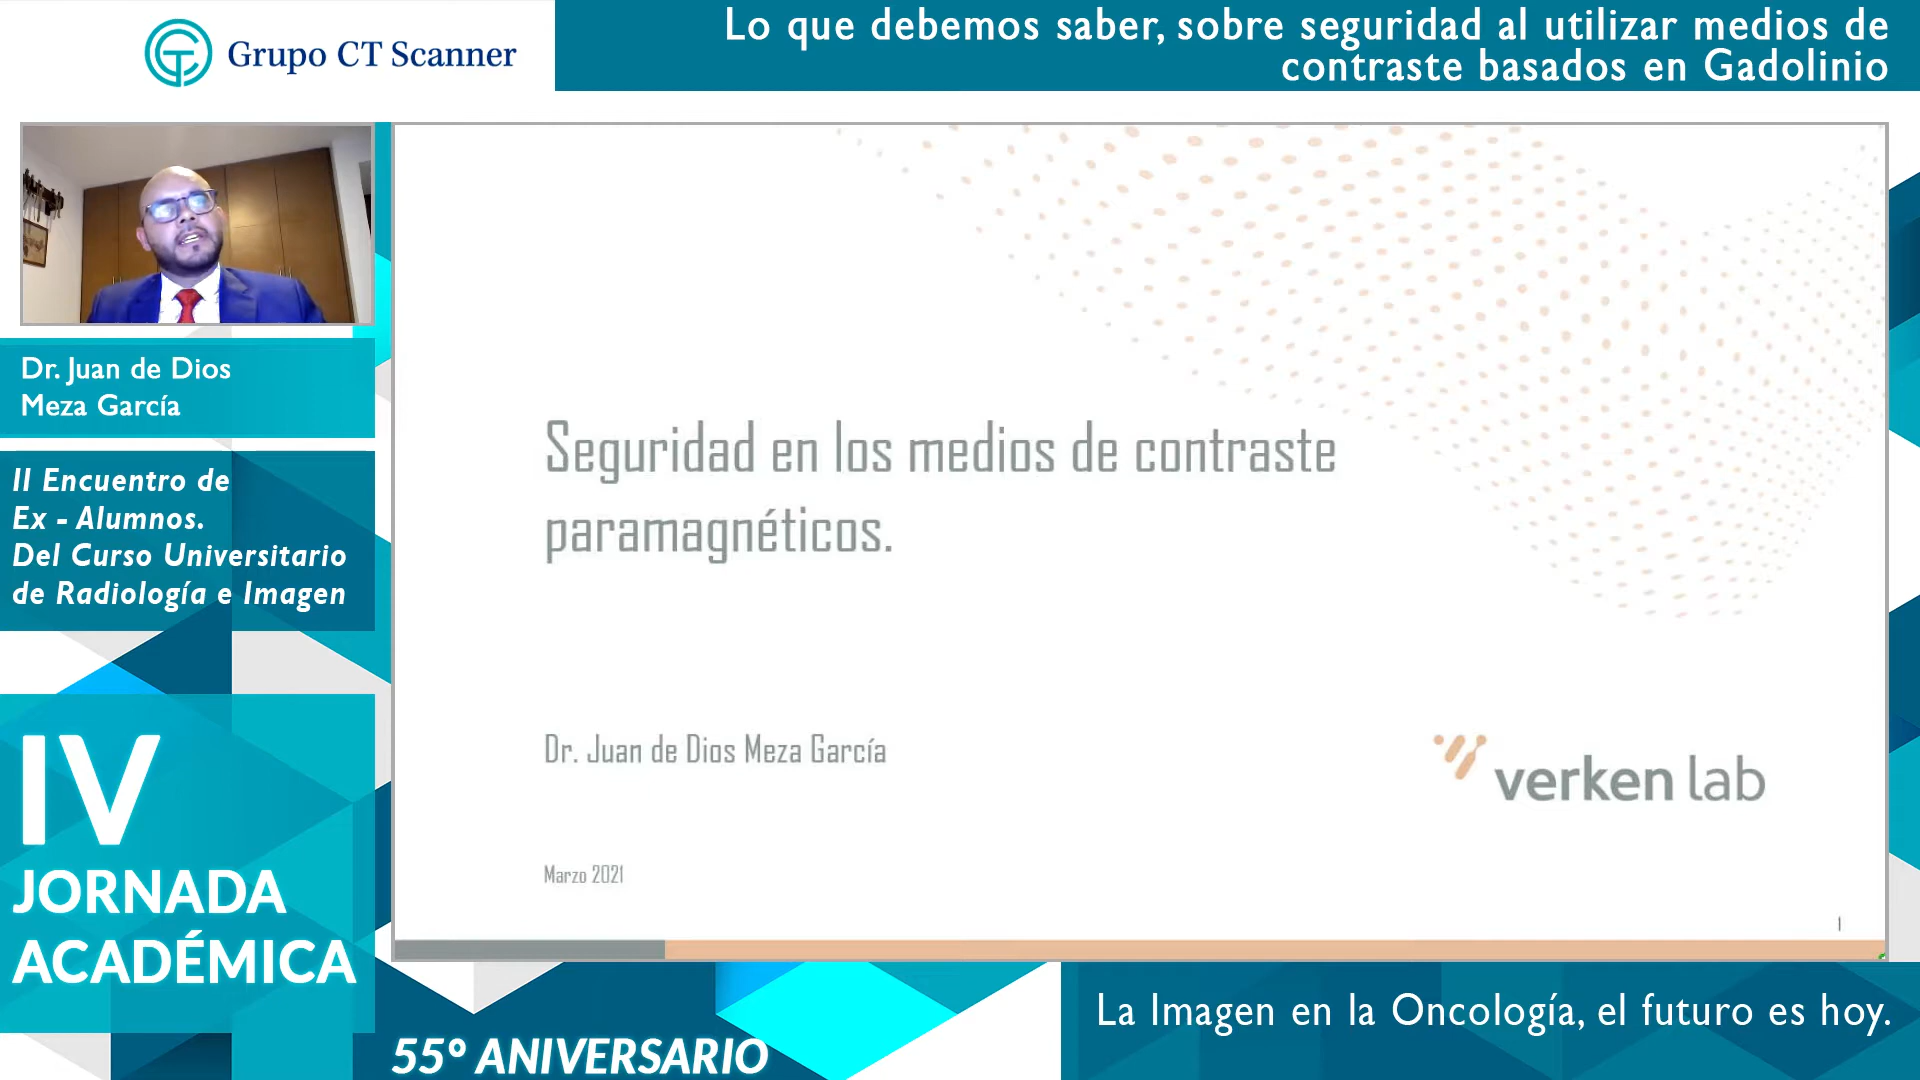 Grupo CT Scanner
Lo que debemos saber, sobre seguridad al utilizar medios de
contraste basados en Gadolinio
Dr. Juan de Dios
Meza García
II Encuentro de
Ex - Alumnos.
Del Curso Universitario
de Radiología e Imagen
IV
JORNADA
ACADÉMICA
Seguridad en los medios de contraste
paramagnéticos.
Dr. Juan de Dios Meza García
verken lab
Marzo 2021
1
55º ANIVERSARIO
La Imagen en la Oncología, el futuro es hoy.